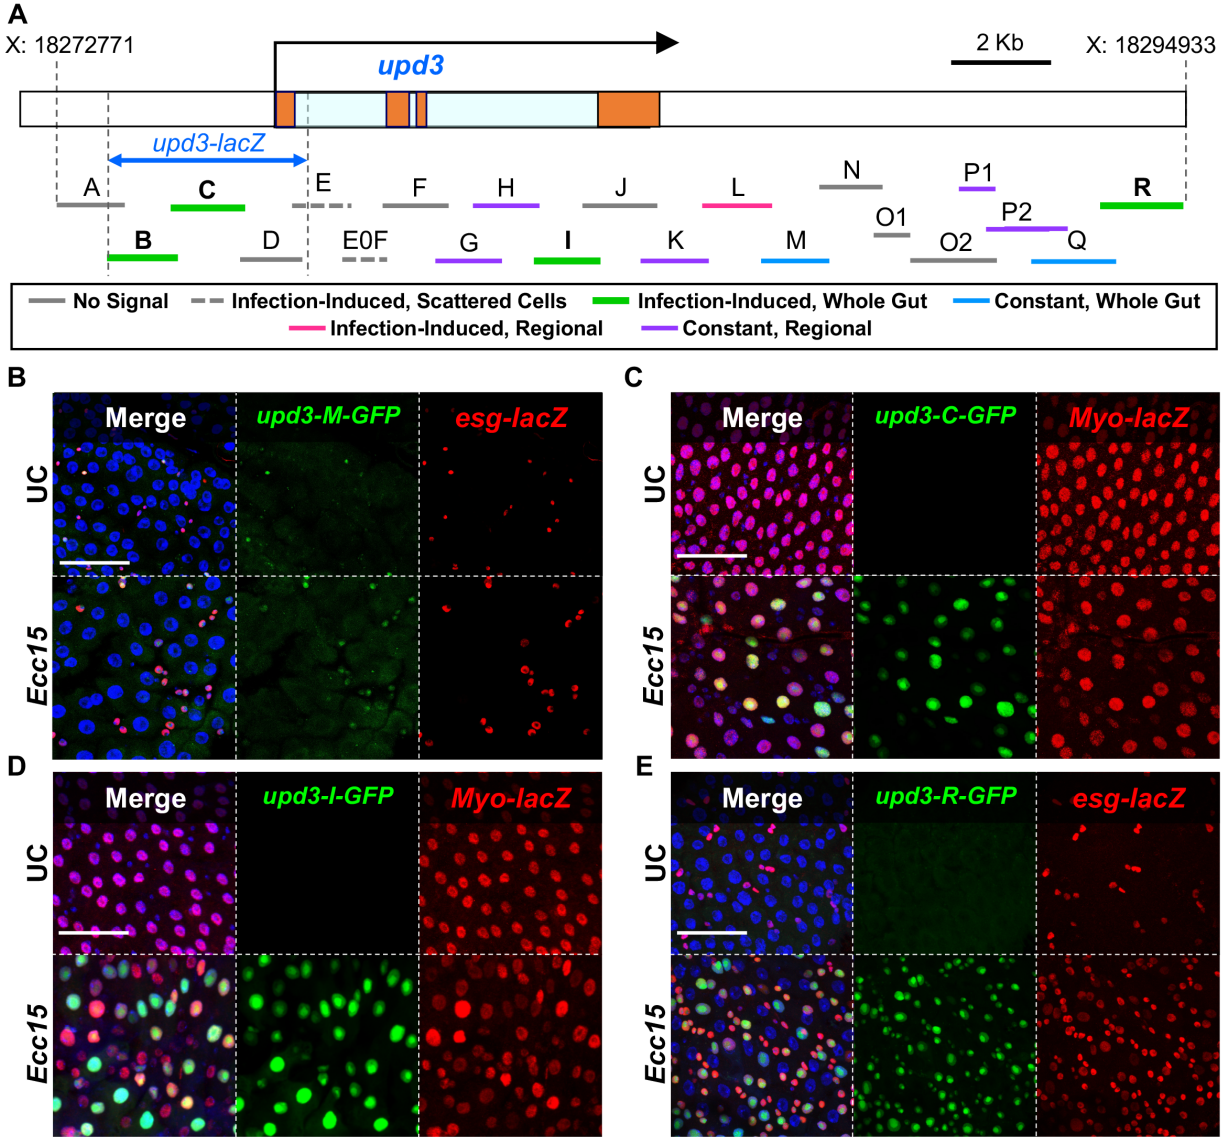 A
X: 18272771
2 Kb
X: 18294933
upd3
upd3-lacZ
A
C
E
F
H
J
L
N
P1
R
B
D
E0F
G
I
K
M
O1
O2
P2
Q
No Signal
Infection-Induced, Scattered Cells
Infection-Induced, Whole Gut
Constant, Whole Gut
Infection-Induced, Regional
Constant, Regional
B
Merge
upd3-M-GFP
esg-lacZ
UC
Ecc15
C
Merge
upd3-C-GFP
Myo-lacZ
UC
Ecc15
D
Merge
upd3-I-GFP
Myo-lacZ
UC
Ecc15
E
Merge
upd3-R-GFP
esg-lacZ
UC
Ecc15